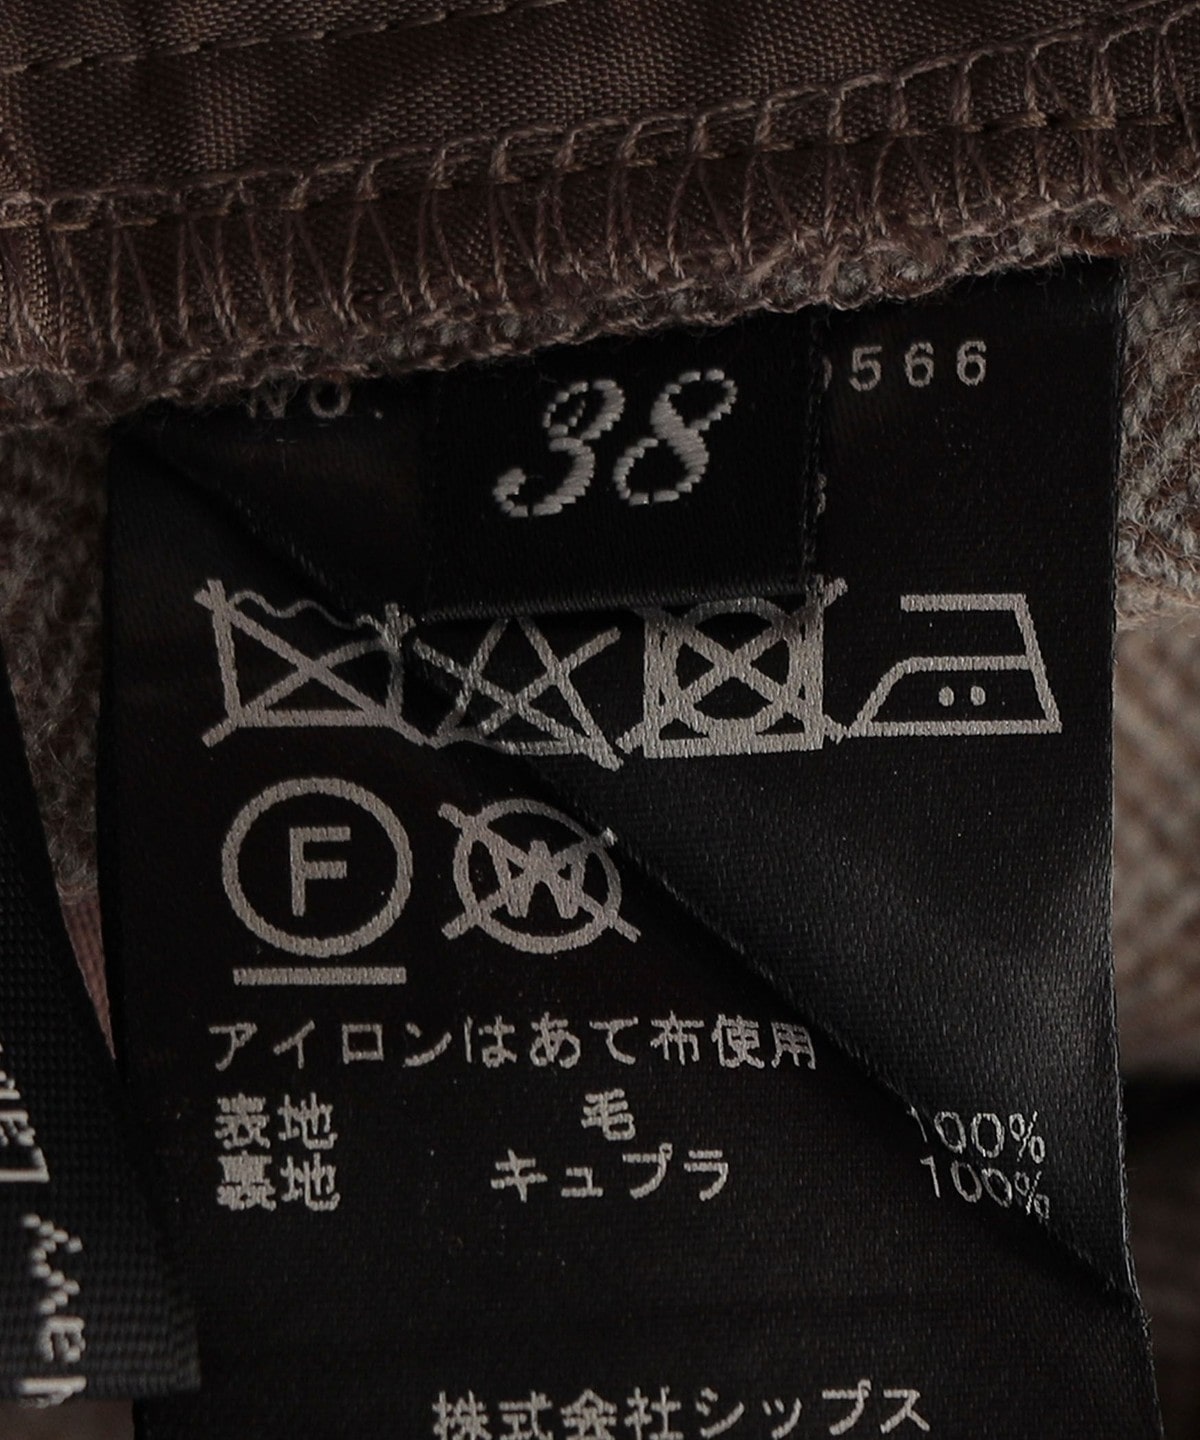 NO.
38
566
F
W
アイロンはあて布使用
表地 毛 100%
裏地 キュプラ 100%
株式会社シップス